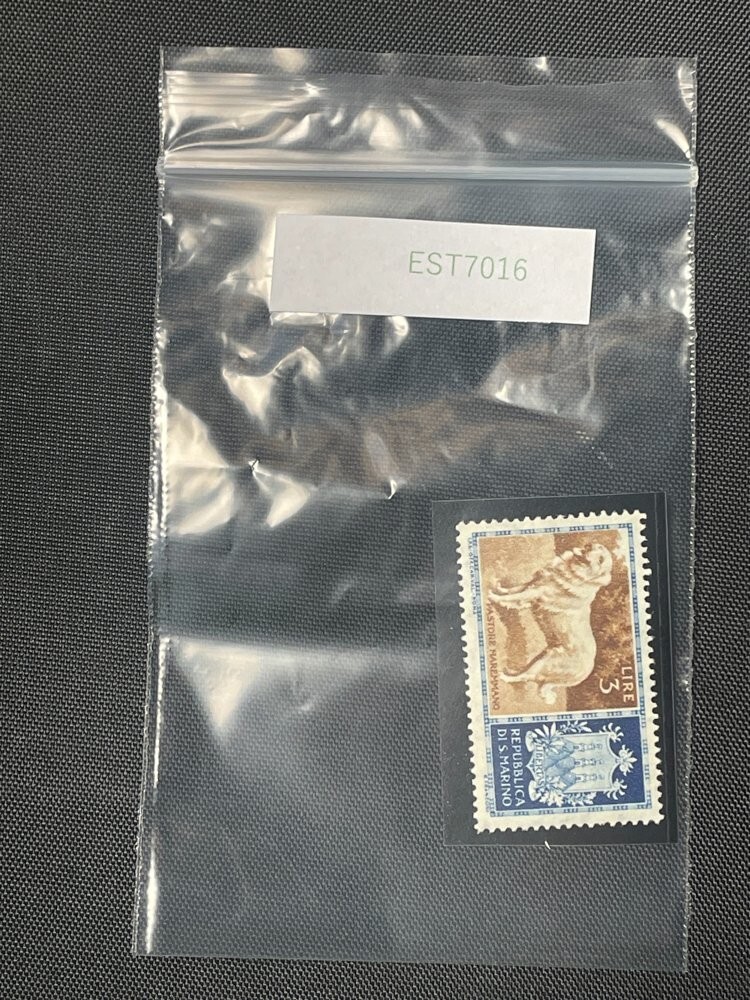 EST7016
LIRE
3
PASTORE MAREMMANO
REPUBBLICA
DI S. MARINO